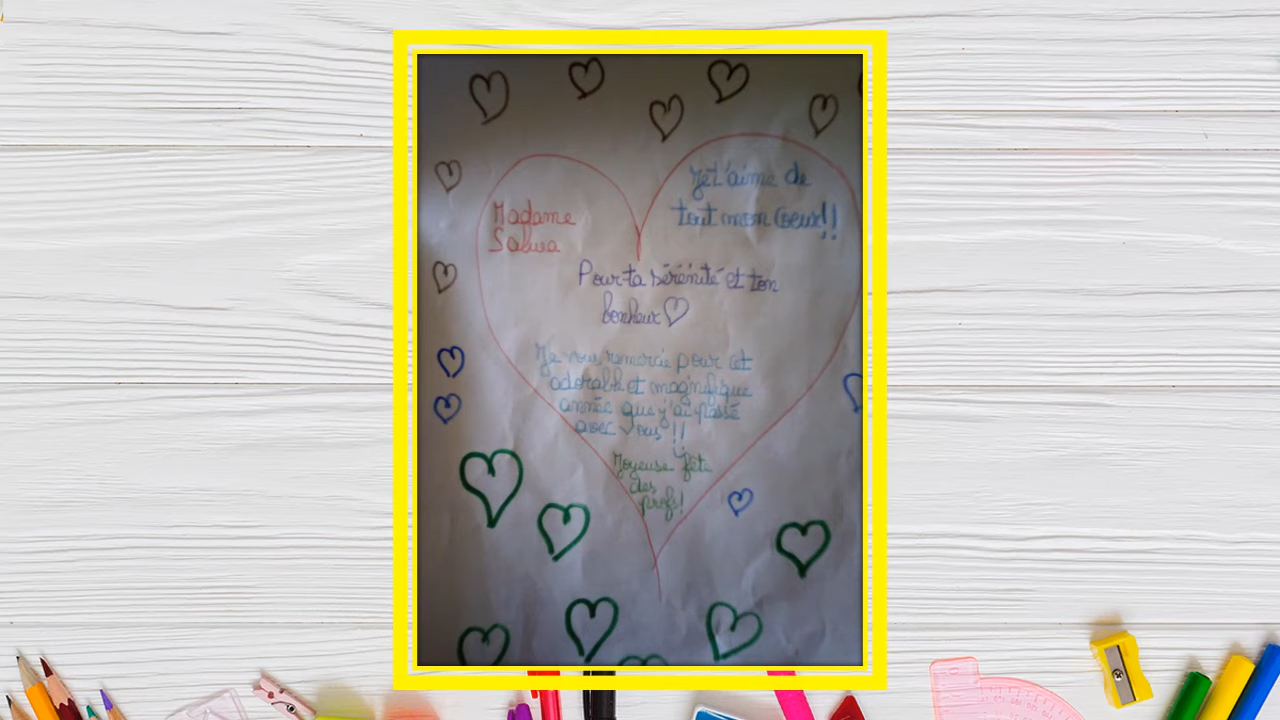 Madame
Salwa
Je t'aime de
tout mon Coeur!!
Pour ta sérénité et ton
bonheur
Je vous remercie pour cet
adorable et magnifique
année que j'ai passé
avec vous !!
Joyeuse fête
des
profs!